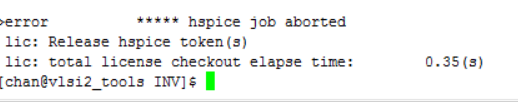 >error ***** hspice job aborted
lic: Release hspice token(s)
lic: total license checkout elapse time: 0.35(s)
[chan@vlsi2_tools INV]$